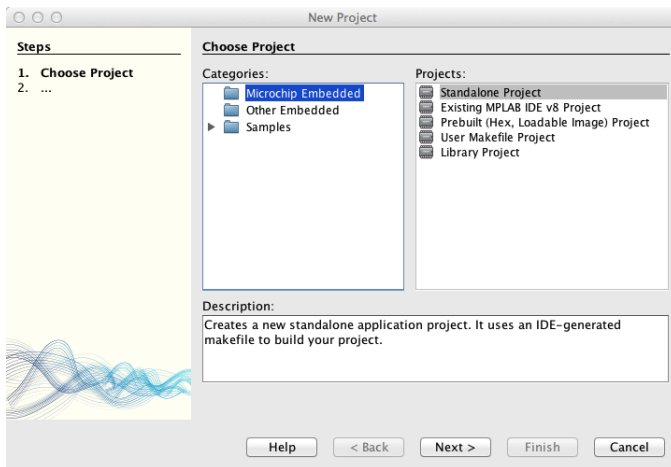 New Project
Steps
1. Choose Project
2. ...
Choose Project
Categories:
Microchip Embedded
Other Embedded
Samples
Projects:
Standalone Project
Existing MPLAB IDE v8 Project
Prebuilt (Hex, Loadable Image) Project
User Makefile Project
Library Project
Description:
Creates a new standalone application project. It uses an IDE-generated
makefile to build your project.
Help < Back Next > Finish Cancel